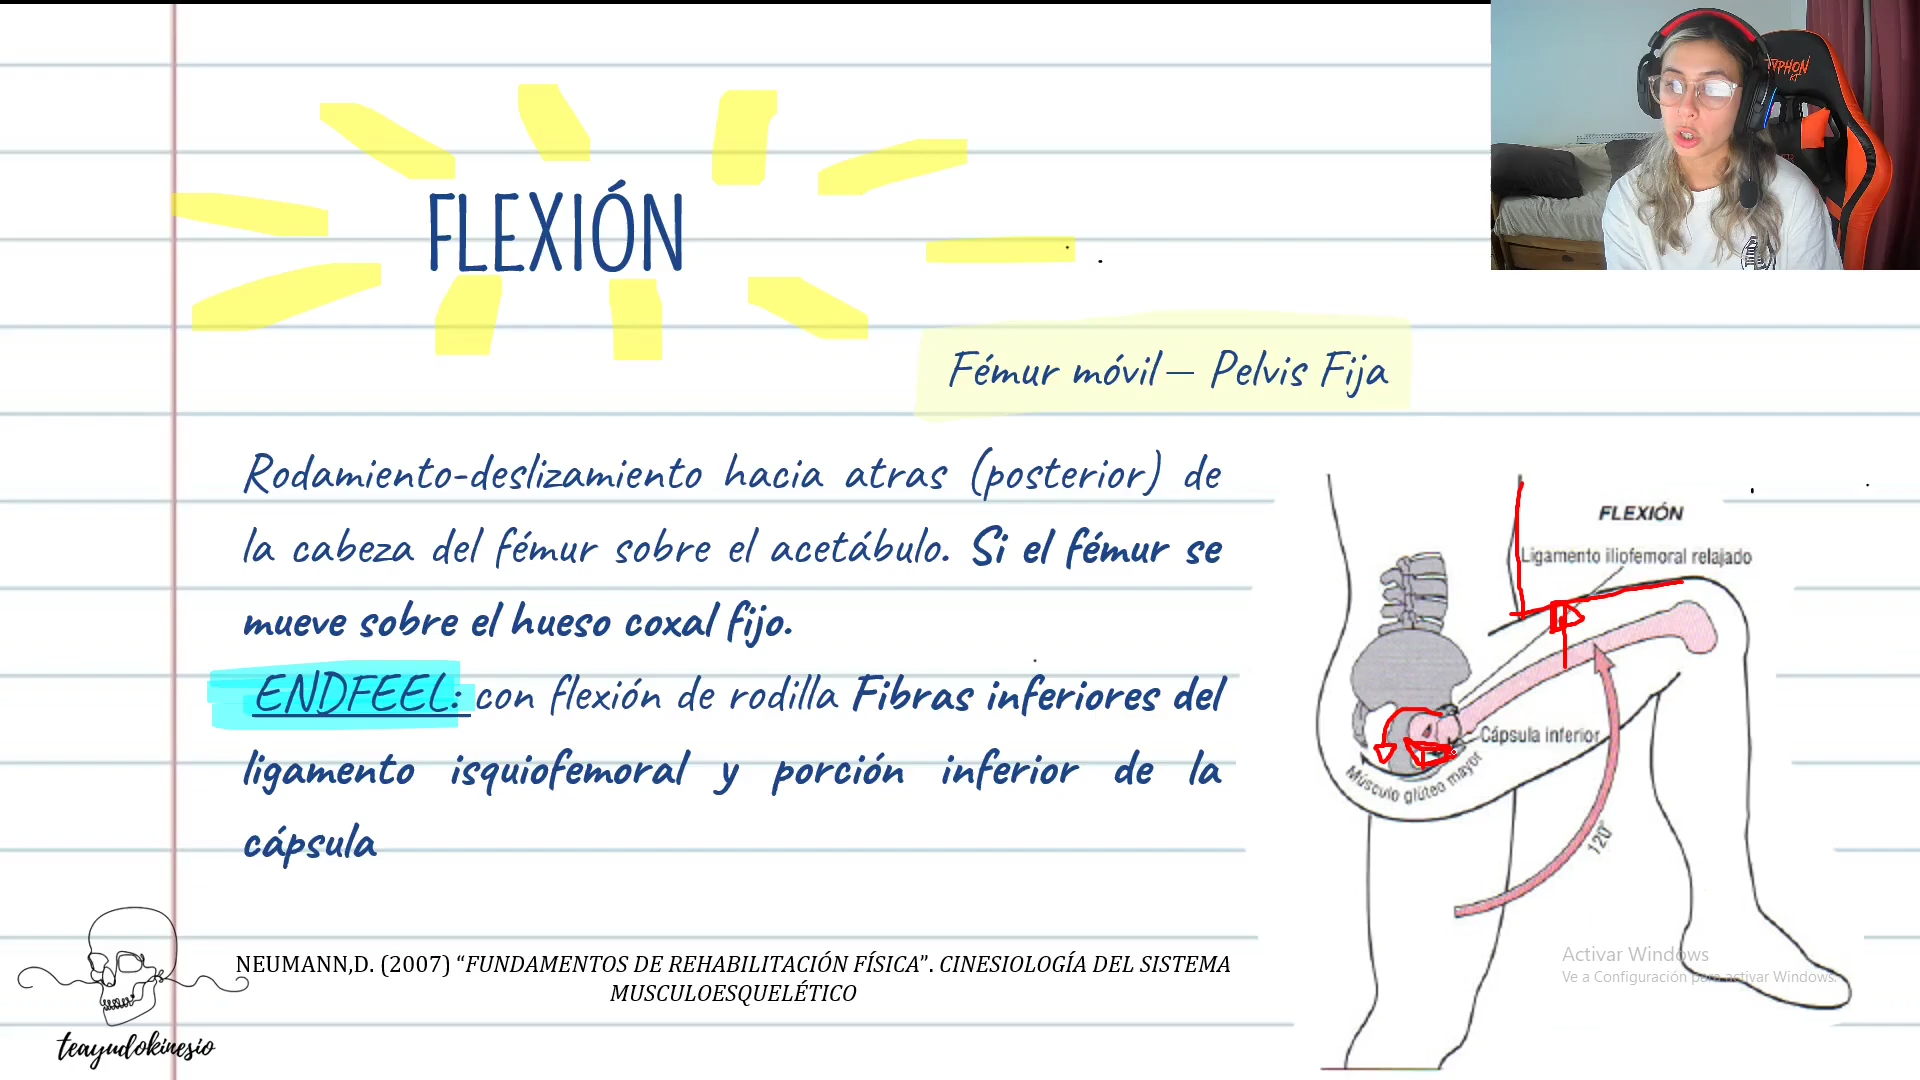 TYPHON
FLEXIÓN
Fémur móvil — Pelvis Fija
Rodamiento-deslizamiento hacia atras (posterior) de
la cabeza del fémur sobre el acetábulo. Si el fémur se
mueve sobre el hueso coxal fijo.
ENDFEEL: con flexión de rodilla Fibras inferiores del
ligamento isquiofemoral y porción inferior de la
cápsula
FLEXIÓN
Ligamento iliofemoral relajado
Cápsula inferior
Músculo glúteo mayor
120°
NEUMANN,D. (2007) “FUNDAMENTOS DE REHABILITACIÓN FÍSICA”. CINESIOLOGÍA DEL SISTEMA
MUSCULOESQUELÉTICO
teayudokinesio
Activar Windows
Ve a Configuración para activar Windows.